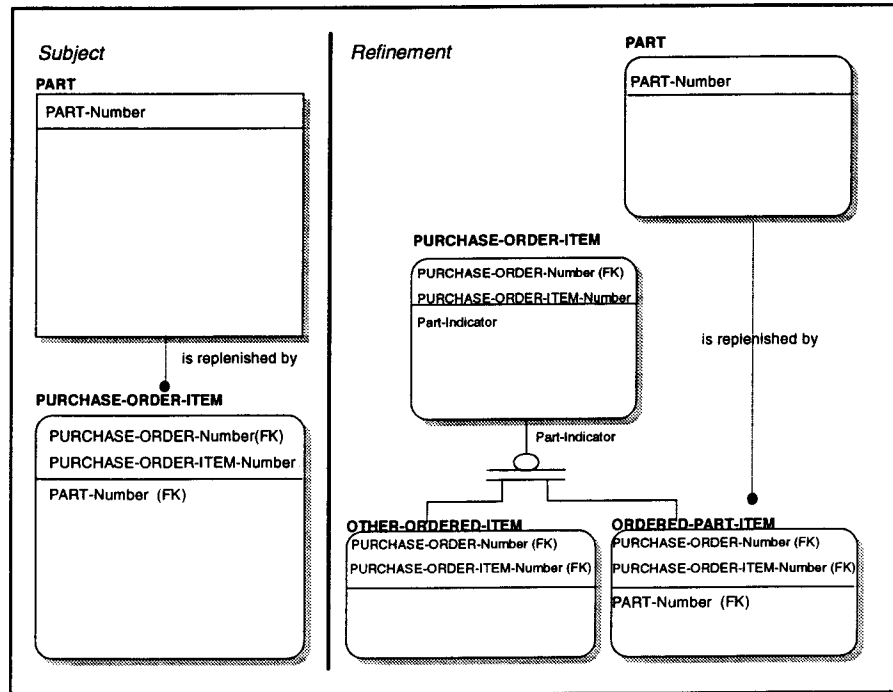 Subject
PART
PART-Number
is replenished by
PURCHASE-ORDER-ITEM
PURCHASE-ORDER-Number(FK)
PURCHASE-ORDER-ITEM-Number
PART-Number (FK)
Refinement
PART
PART-Number
PURCHASE-ORDER-ITEM
PURCHASE-ORDER-Number (FK)
PURCHASE-ORDER-ITEM-Number
Part-Indicator
is replenished by
Part-Indicator
OTHER-ORDERED-ITEM
PURCHASE-ORDER-Number (FK)
PURCHASE-ORDER-ITEM-Number (FK)
ORDERED-PART-ITEM
PURCHASE-ORDER-Number (FK)
PURCHASE-ORDER-ITEM-Number (FK)
PART-Number (FK)